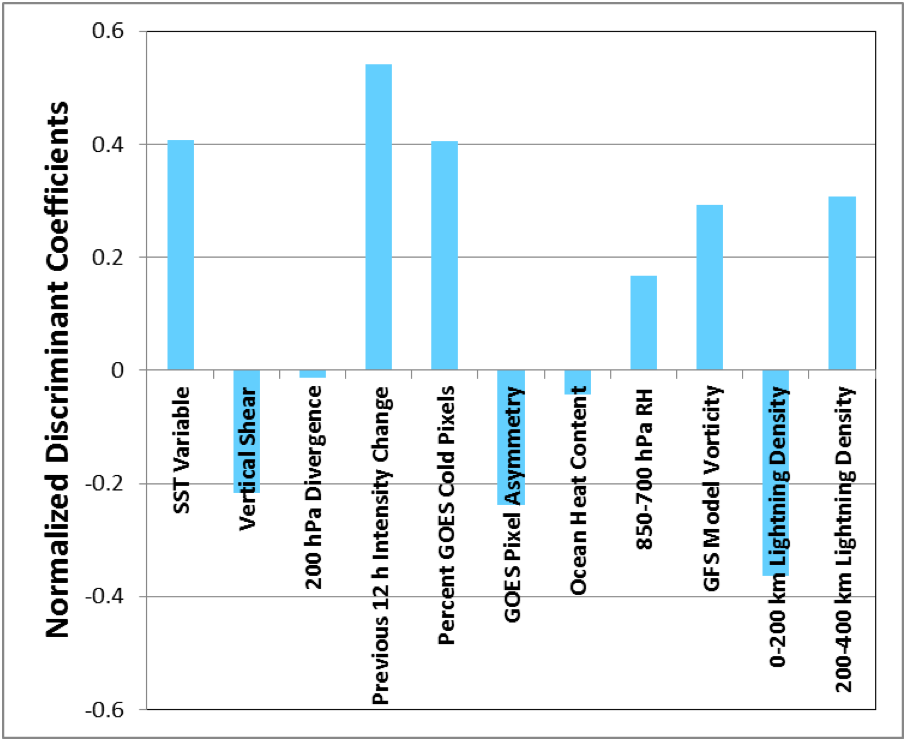 Normalized Discriminant Coefficients
0.6
0.4
0.2
0
-0.2
-0.4
-0.6
SST Variable
Vertical Shear
200 hPa Divergence
Previous 12 h Intensity Change
Percent GOES Cold Pixels
GOES Pixel Asymmetry
Ocean Heat Content
850-700 hPa RH
GFS Model Vorticity
0-200 km Lightning Density
200-400 km Lightning Density